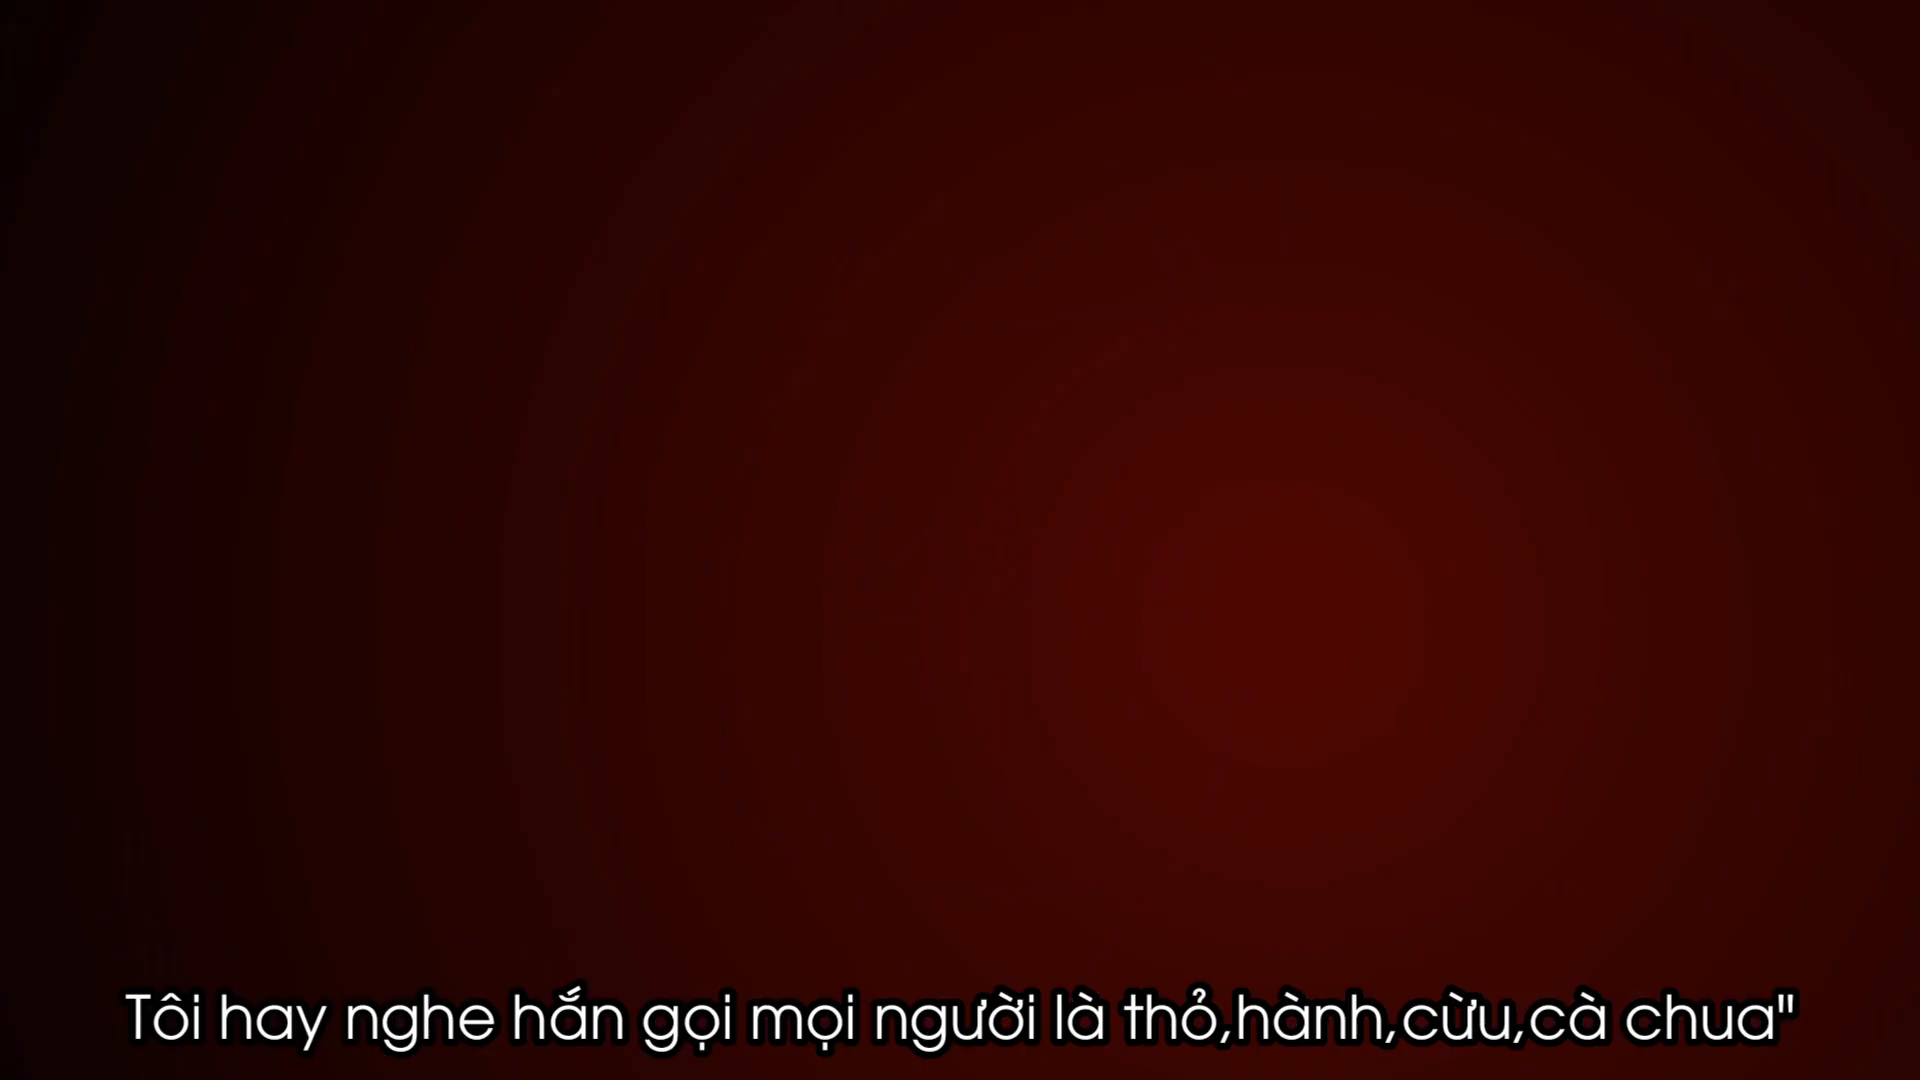 Tôi hay nghe hắn gọi mọi người là thỏ,hành,cừu,cà chua"